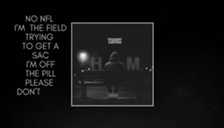 NO NFL
I'M THE FIELD
TRYING
TO GET A
SAC
I'M OFF
THE PILL
PLEASE
DON'T
H M